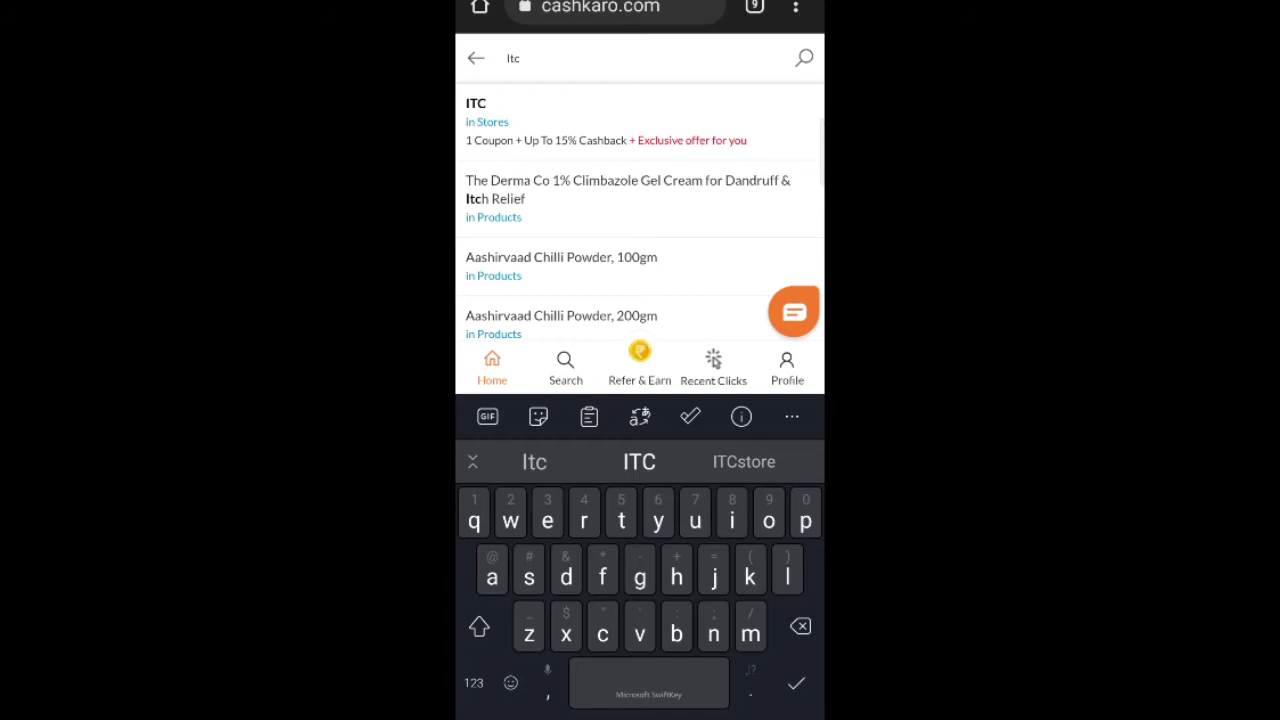 cashkaro.com
9
Itc
ITC
in Stores
1 Coupon + Up To 15% Cashback + Exclusive offer for you
The Derma Co 1% Climbazole Gel Cream for Dandruff &
Itch Relief
in Products
Aashirvaad Chilli Powder, 100gm
in Products
Aashirvaad Chilli Powder, 200gm
in Products
Home Search Refer & Earn Recent Clicks Profile
GIF
Itc ITC ITCstore
1 2 3 4 5 6 7 8 9 0
q w e r t y u i o p
@ # & * - + = ( )
a s d f g h j k l
_ $ " ' : ; /
z x c v b n m
123 , Microsoft SwiftKey ,!? .